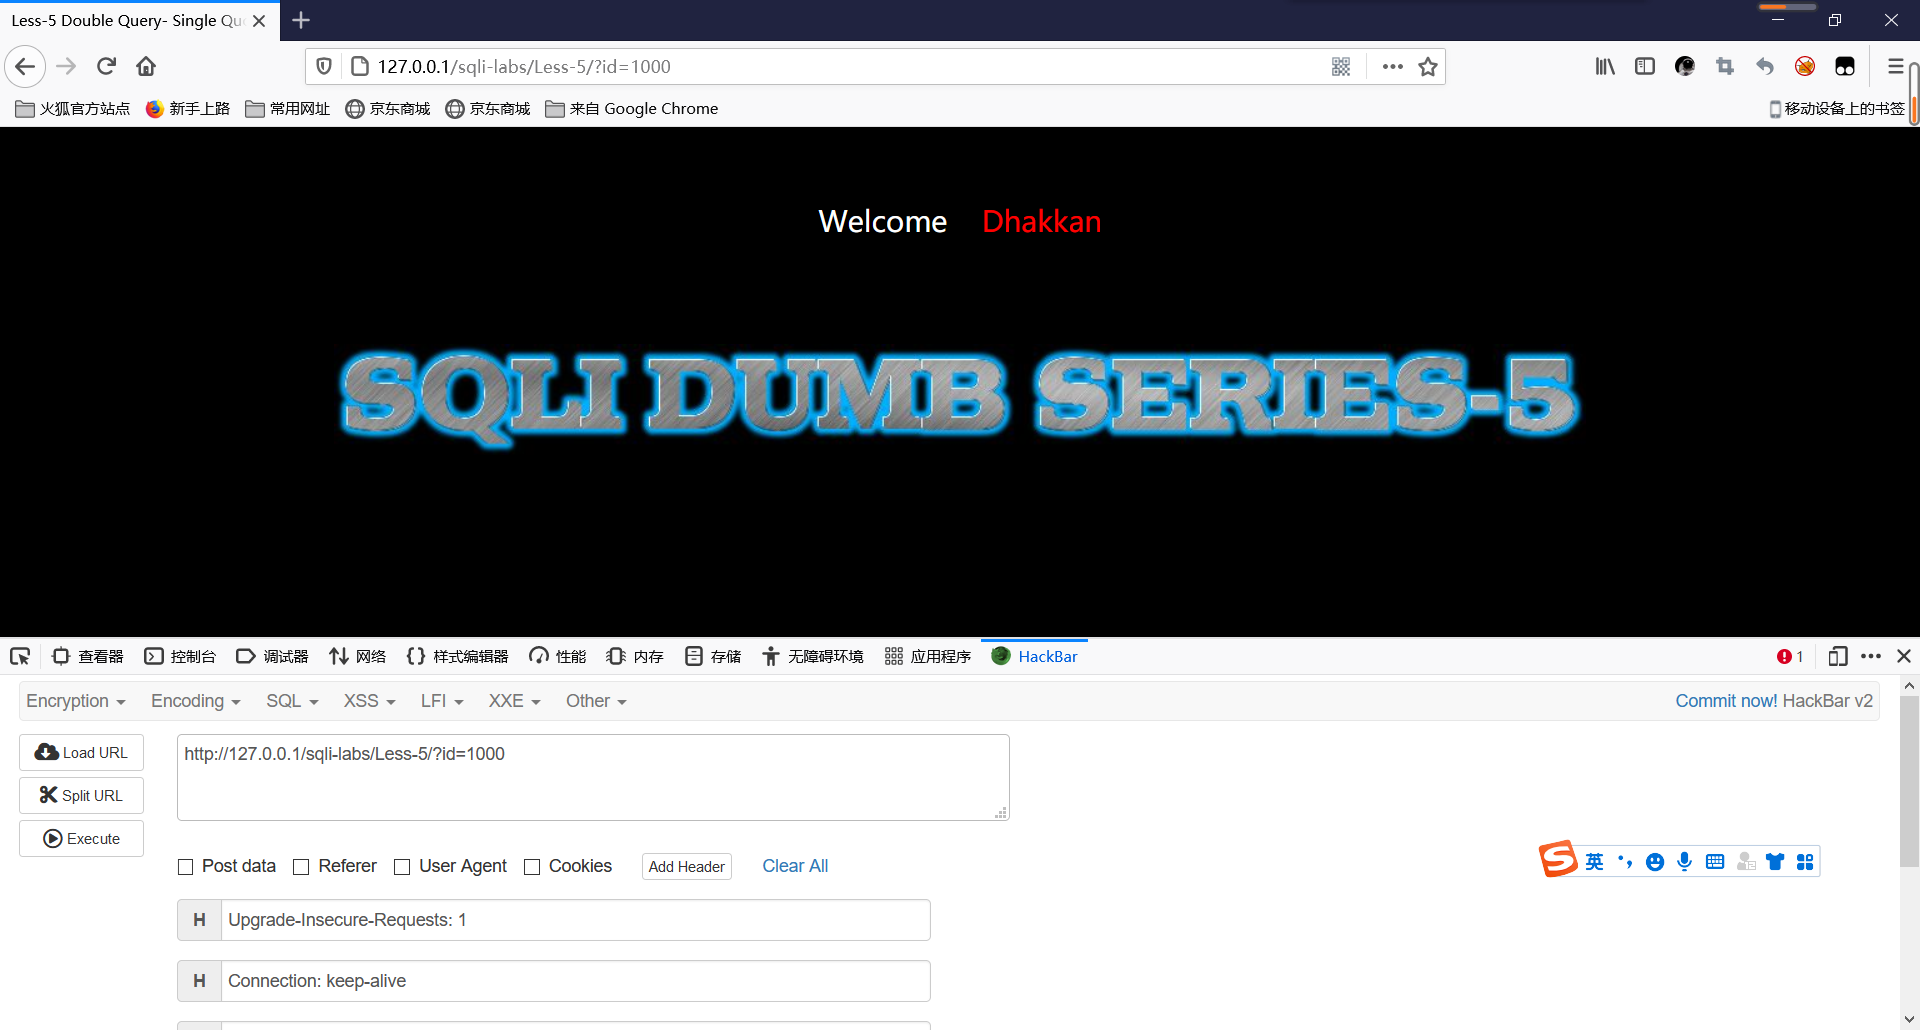 Less-5 Double Query- Single Quo
127.0.0.1/sqli-labs/Less-5/?id=1000
火狐官方站点 新手上路 常用网址 京东商城 京东商城 来自 Google Chrome 移动设备上的书签
Welcome Dhakkan
SQLI DUMB SERIES-5
查看器 控制台 调试器 网络 样式编辑器 性能 内存 存储 无障碍环境 应用程序 HackBar 1
Encryption Encoding SQL XSS LFI XXE Other Commit now! HackBar v2
Load URL http://127.0.0.1/sqli-labs/Less-5/?id=1000
Split URL
Execute
Post data Referer User Agent Cookies Add Header Clear All
S 英
H Upgrade-Insecure-Requests: 1
H Connection: keep-alive